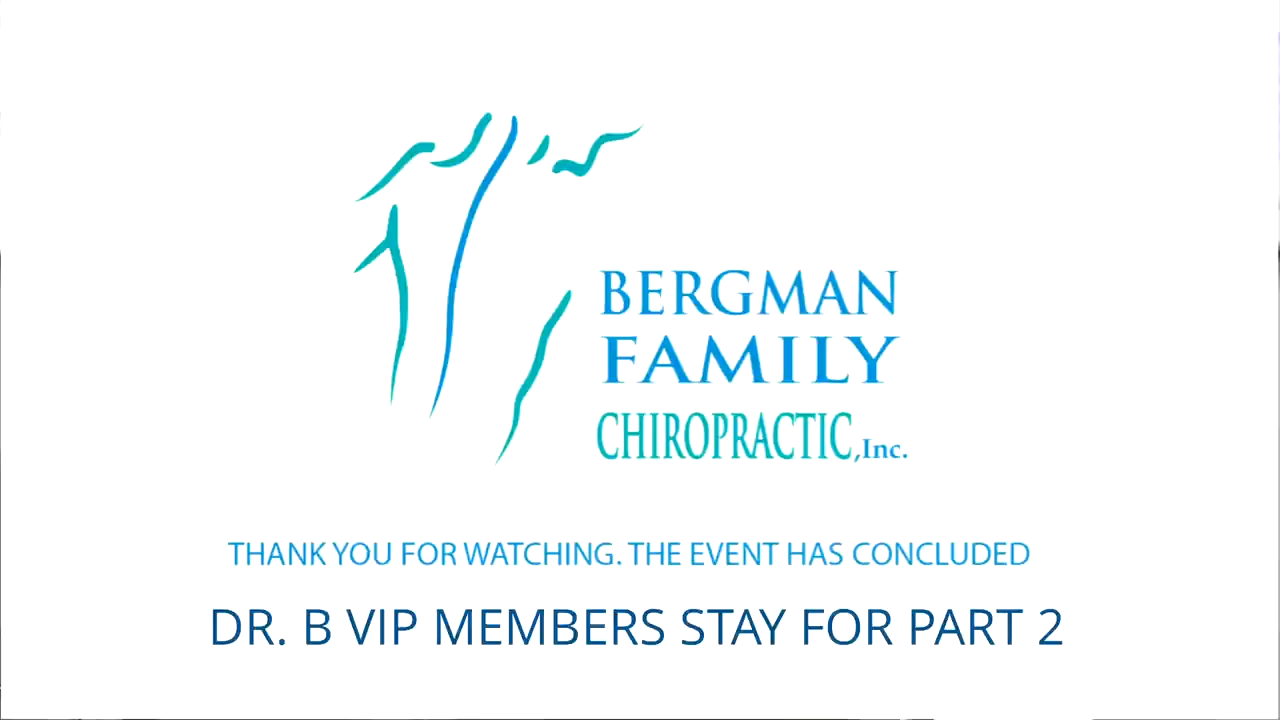 BERGMAN
FAMILY
CHIROPRACTIC, Inc.
THANK YOU FOR WATCHING. THE EVENT HAS CONCLUDED
DR. B VIP MEMBERS STAY FOR PART 2